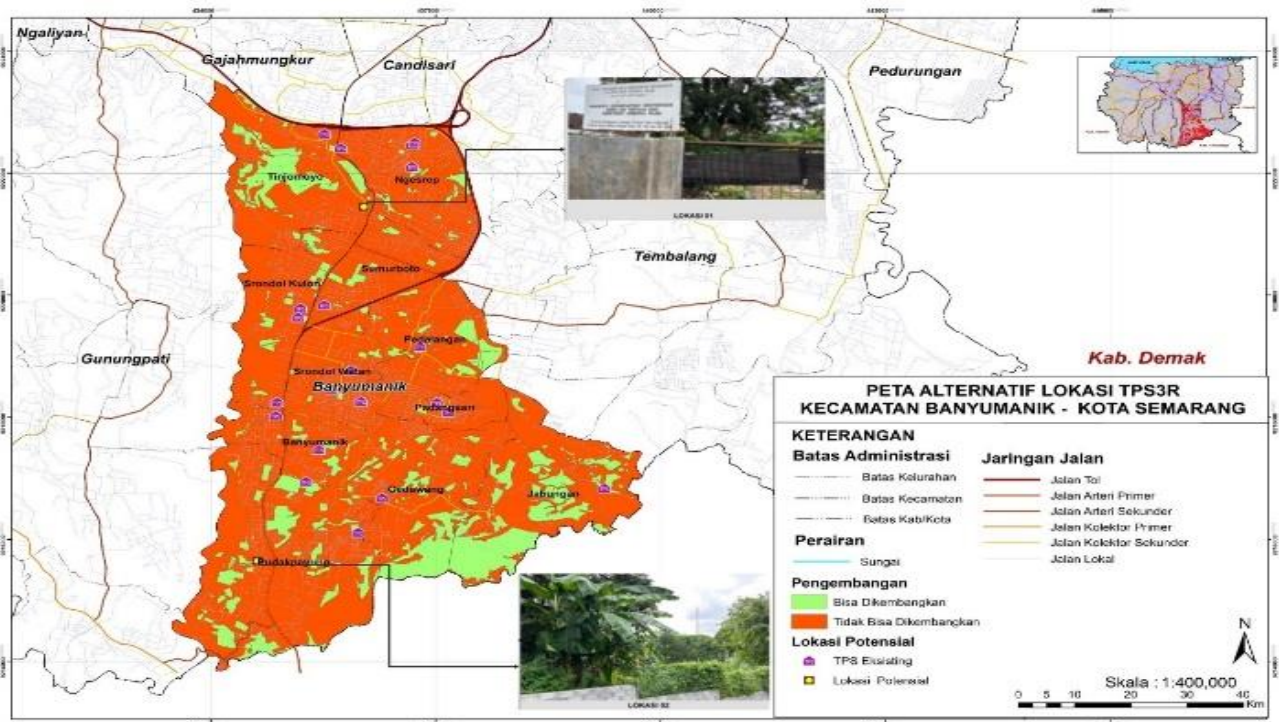 Ngaliyan
Gajahmungkur
Candisari
Pedurungan
Tinjomoyo
Ngesrep
LOKASI 01
Tembalang
Sumurboto
Srondol Kulon
Gunungpati
Pedalangan
Kab. Demak
Srondol Wetan
Banyumanik
Padangsari
Banyumanik
Gedawang
Jabungan
Pudakpayung
LOKASI 02
PETA ALTERNATIF LOKASI TPS3R
KECAMATAN BANYUMANIK - KOTA SEMARANG
KETERANGAN
Batas Administrasi
Batas Kelurahan
Batas Kecamatan
Batas Kab/Kota
Perairan
Sungai
Pengembangan
Bisa Dikembangkan
Tidak Bisa Dikembangkan
Lokasi Potensial
TPS Eksisting
Lokasi Potensial
Jaringan Jalan
Jalan Tol
Jalan Arteri Primer
Jalan Arteri Sekunder
Jalan Kolektor Primer
Jalan Kolektor Sekunder
Jalan Lokal
N
Skala : 1:400,000
0 5 10 20 30 40
Km